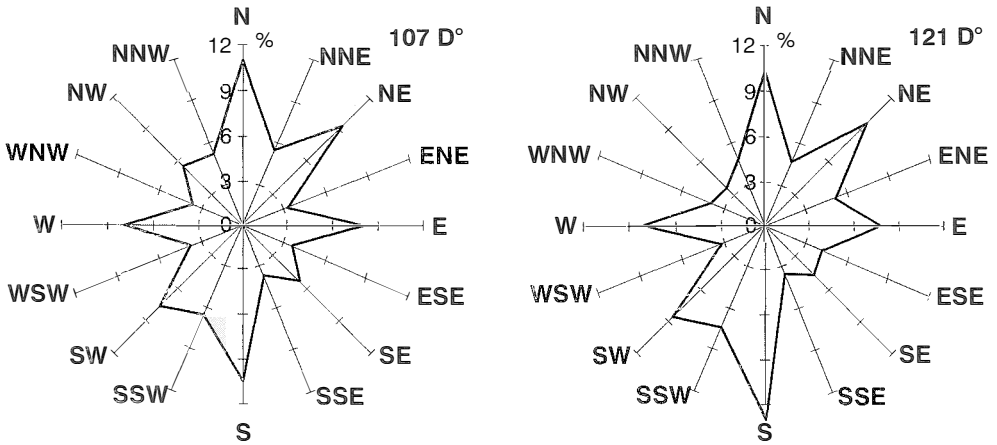 N
12 %
107 D°
NNW
NNE
NW
9
NE
6
WNW
ENE
3
W
0
E
WSW
ESE
SW
SE
SSW
SSE
S
N
12 %
121 D°
NNW
NNE
NW
9
NE
6
WNW
ENE
3
W
0
E
WSW
ESE
SW
SE
SSW
SSE
S